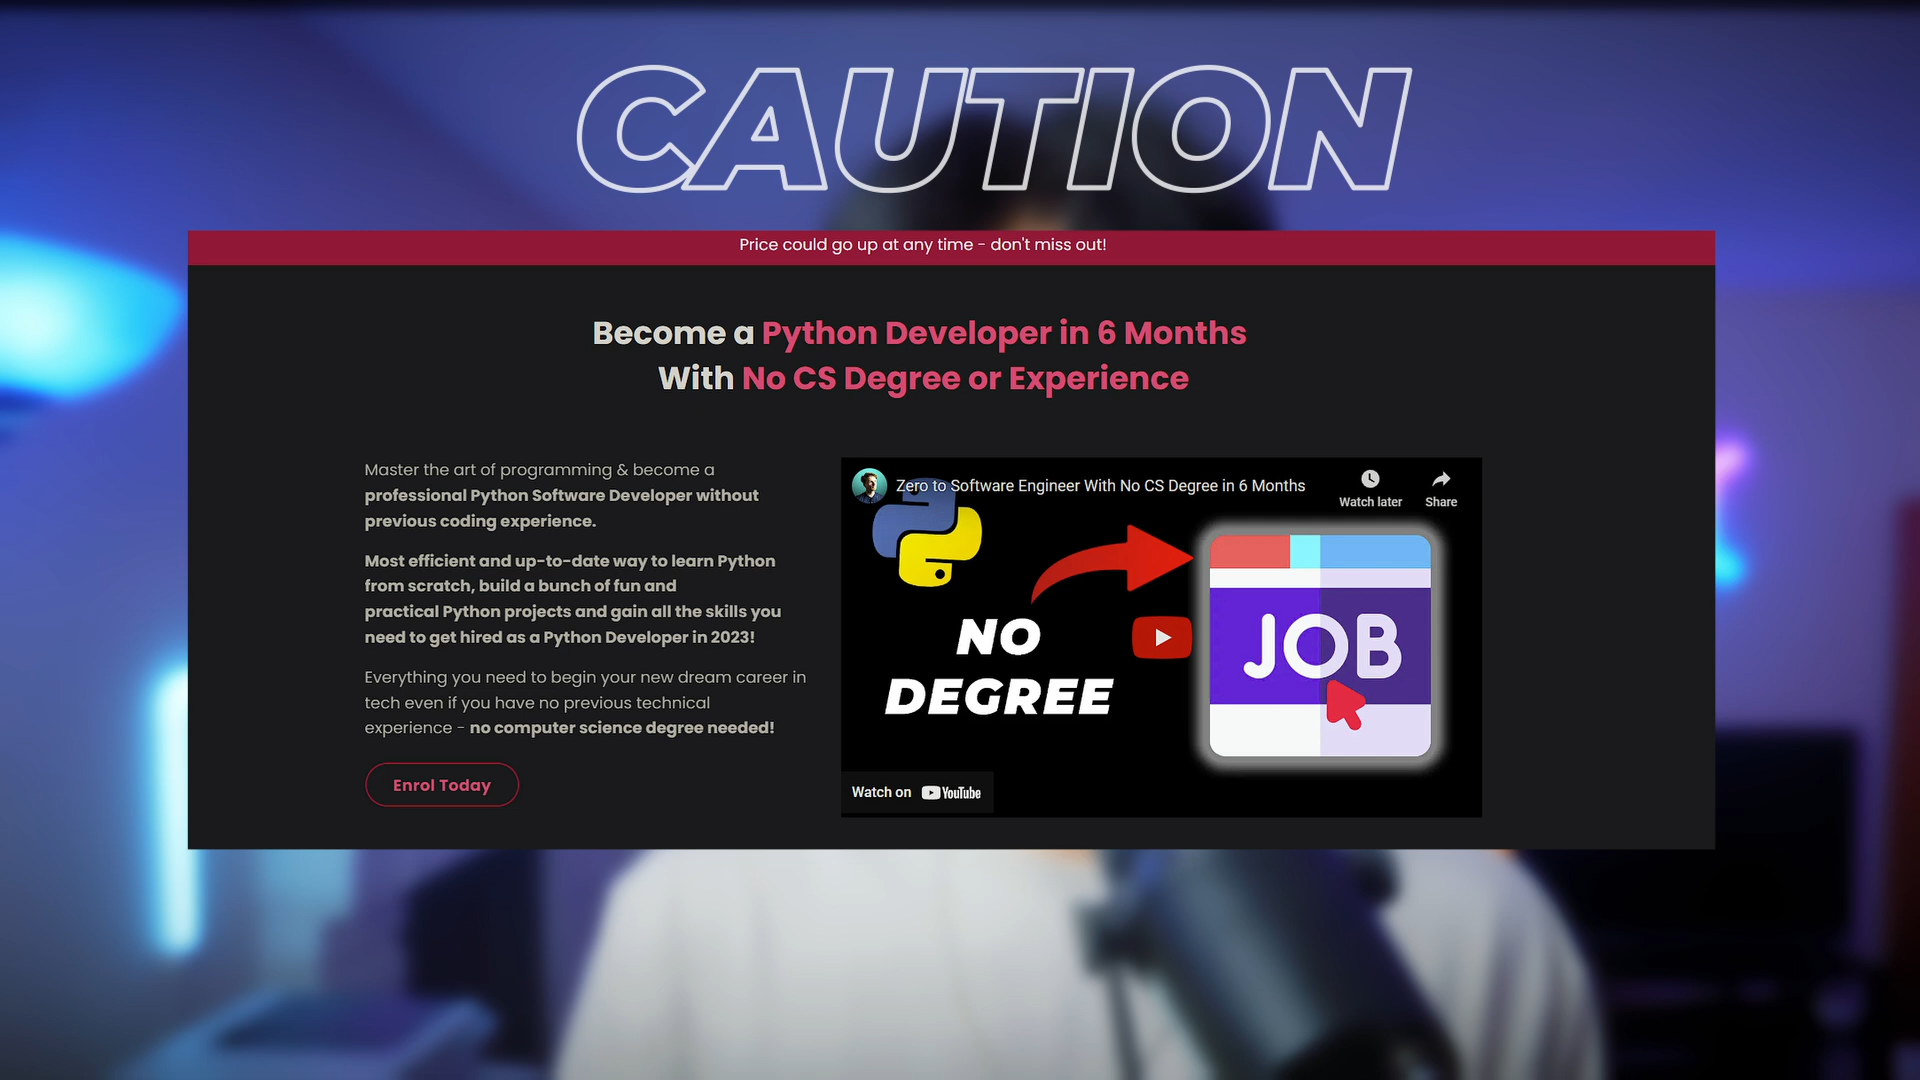 CAUTION
Price could go up at any time - don't miss out!
Become a Python Developer in 6 Months
With No CS Degree or Experience
Master the art of programming & become a
professional Python Software Developer without
previous coding experience.
Most efficient and up-to-date way to learn Python
from scratch, build a bunch of fun and
practical Python projects and gain all the skills you
need to get hired as a Python Developer in 2023!
Everything you need to begin your new dream career in
tech even if you have no previous technical
experience - no computer science degree needed!
Enrol Today
Zero to Software Engineer With No CS Degree in 6 Months
Watch later
Share
NO
DEGREE
JOB
Watch on YouTube